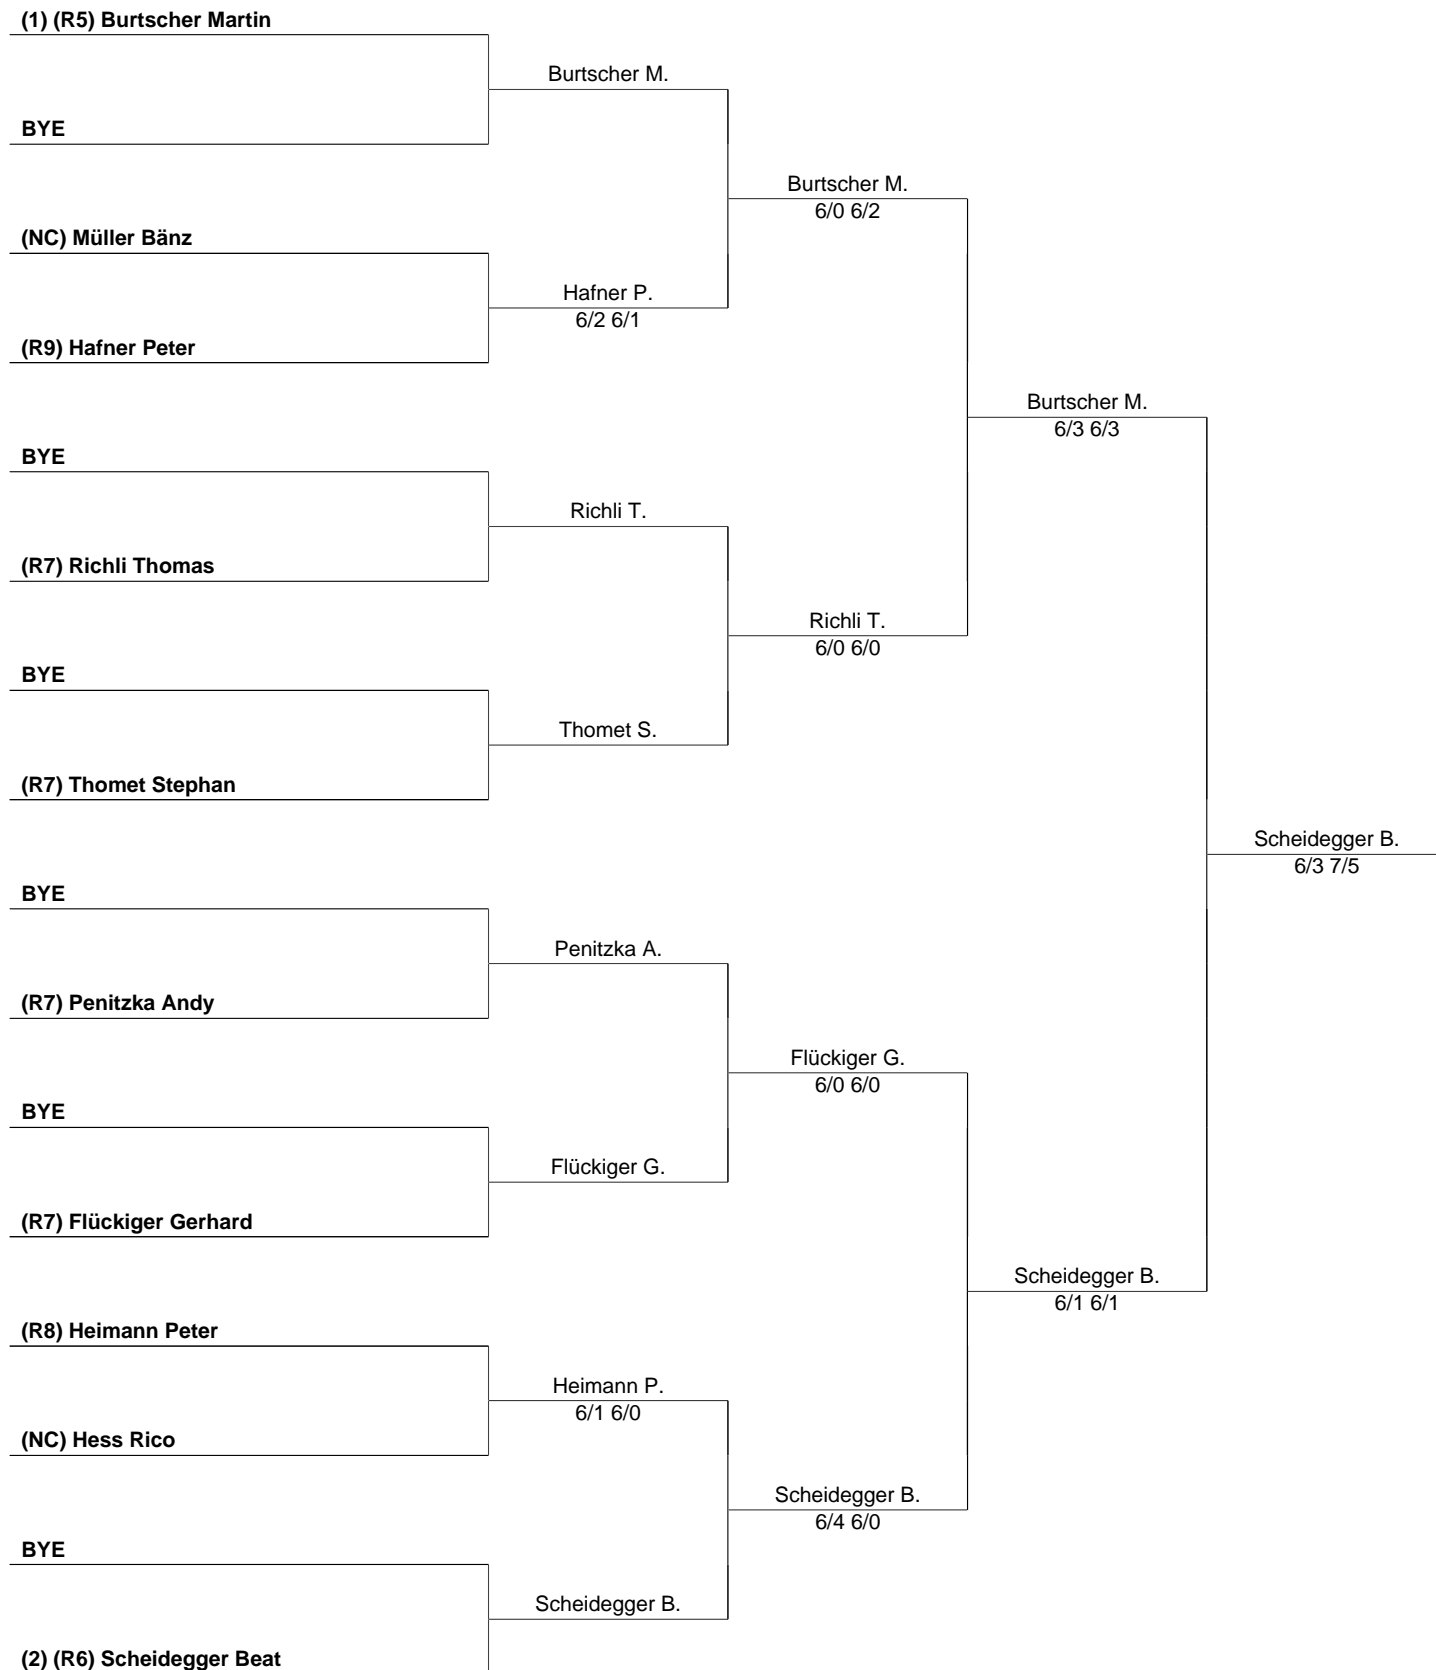 (1) (R5) Burtscher Martin
Burtscher M.
BYE
Burtscher M.
6/0 6/2
(NC) Müller Bänz
Hafner P.
6/2 6/1
(R9) Hafner Peter
Burtscher M.
6/3 6/3
BYE
Richli T.
(R7) Richli Thomas
Richli T.
6/0 6/0
BYE
Thomet S.
(R7) Thomet Stephan
Scheidegger B.
6/3 7/5
BYE
Penitzka A.
(R7) Penitzka Andy
Flückiger G.
6/0 6/0
BYE
Flückiger G.
(R7) Flückiger Gerhard
Scheidegger B.
6/1 6/1
(R8) Heimann Peter
Heimann P.
6/1 6/0
(NC) Hess Rico
Scheidegger B.
6/4 6/0
BYE
Scheidegger B.
(2) (R6) Scheidegger Beat